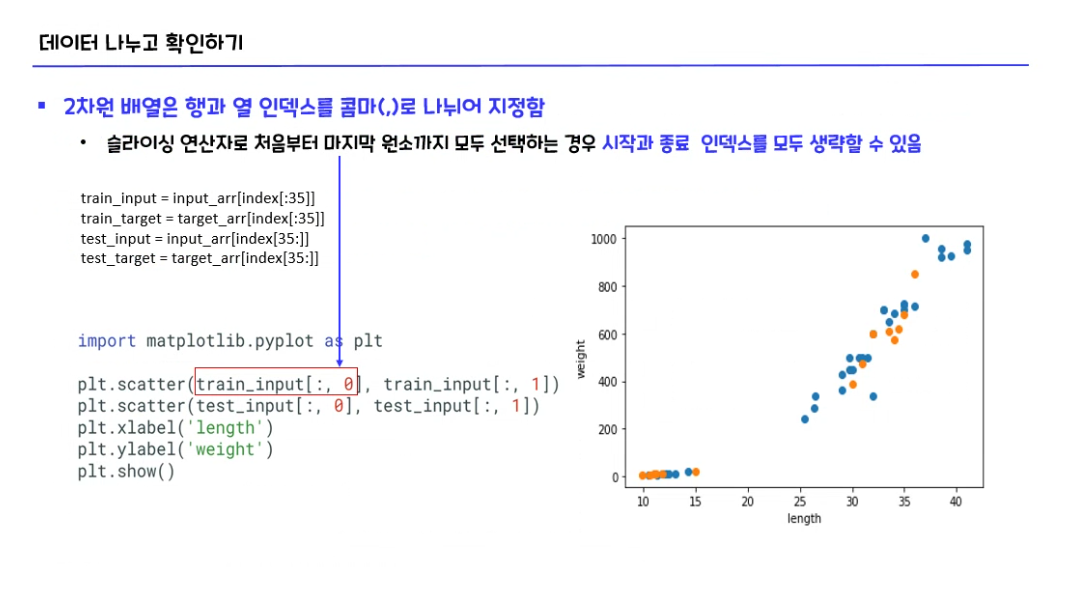 데이터 나누고 확인하기
▪ 2차원 배열은 행과 열 인덱스를 콤마(,)로 나뉘어 지정함
• 슬라이싱 연산자로 처음부터 마지막 원소까지 모두 선택하는 경우 시작과 종료 인덱스를 모두 생략할 수 있음
train_input = input_arr[index[:35]]
train_target = target_arr[index[:35]]
test_input = input_arr[index[35:]]
test_target = target_arr[index[35:]]
import matplotlib.pyplot as plt
plt.scatter(train_input[:, 0], train_input[:, 1])
plt.scatter(test_input[:, 0], test_input[:, 1])
plt.xlabel('length')
plt.ylabel('weight')
plt.show()
1000
800
600
400
200
0
weight
10 15 20 25 30 35 40
length